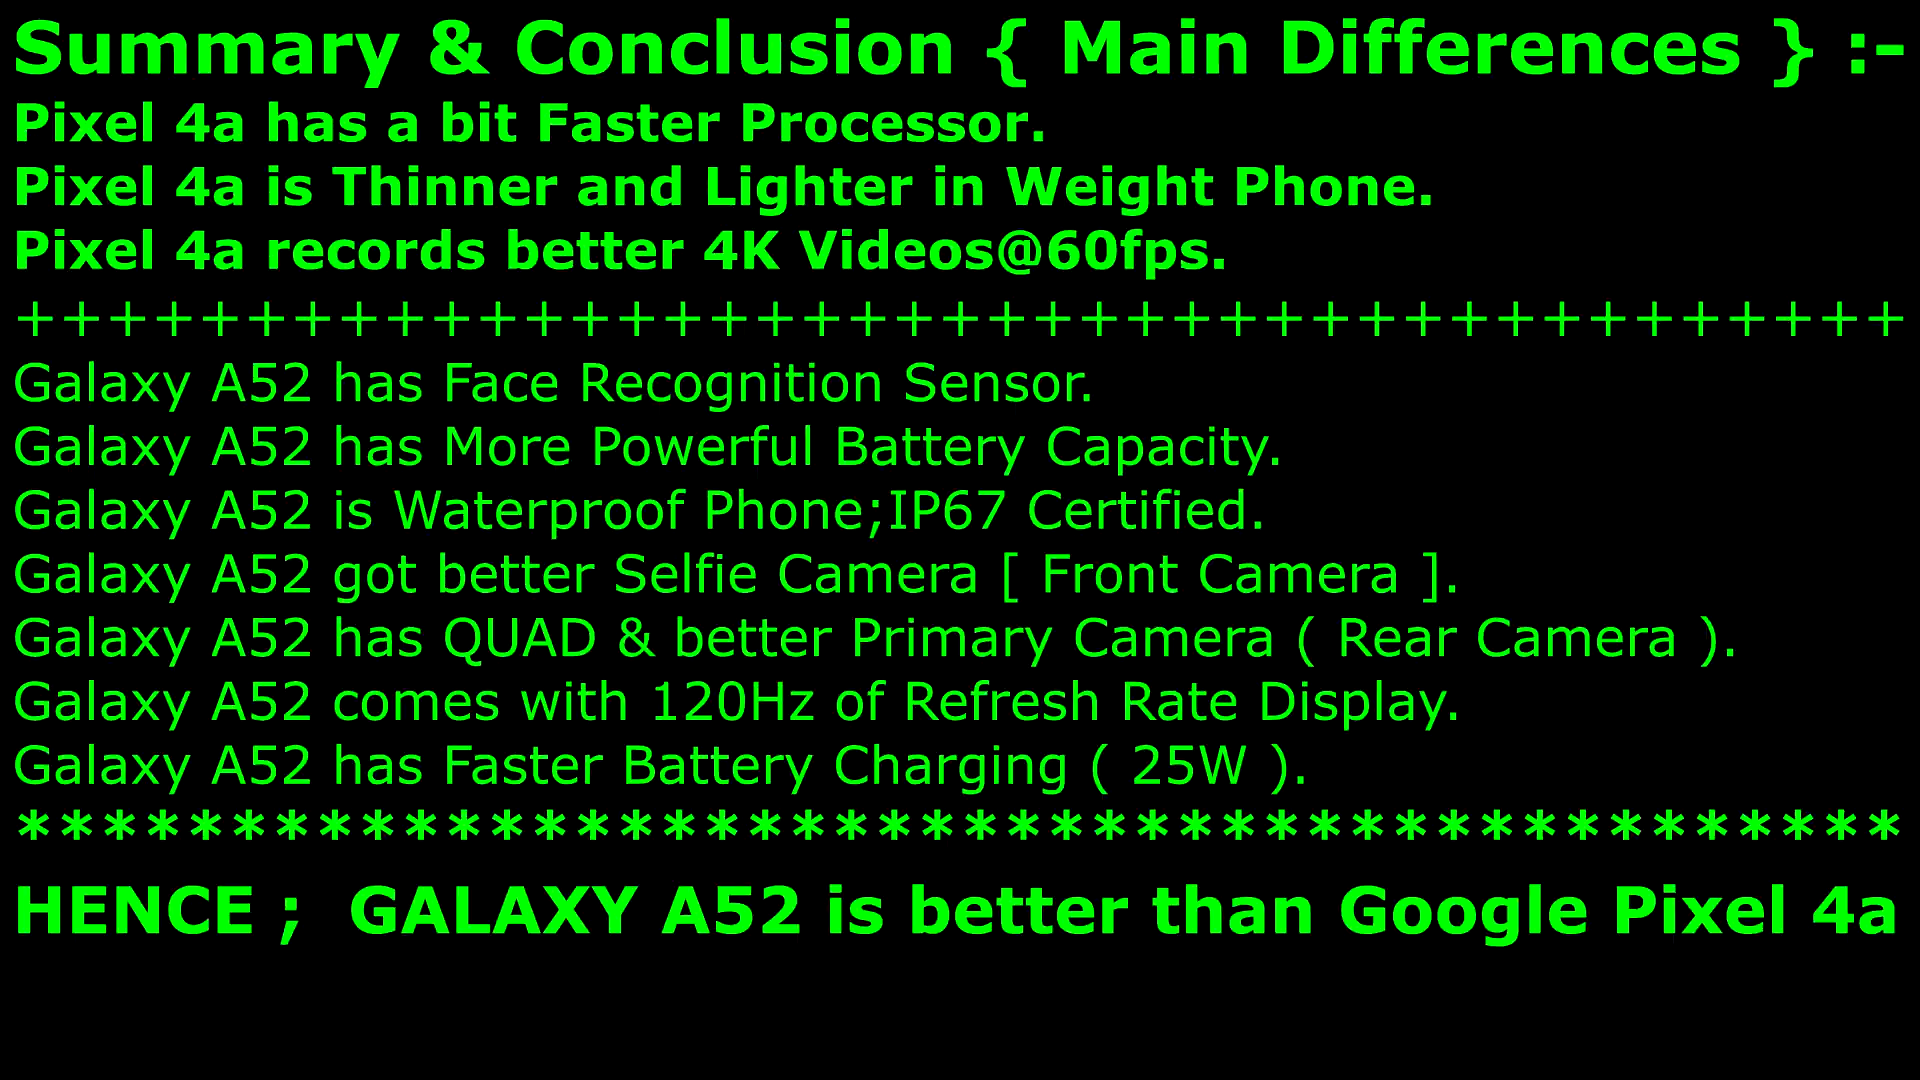 Summary & Conclusion { Main Differences } :-
Pixel 4a has a bit Faster Processor.
Pixel 4a is Thinner and Lighter in Weight Phone.
Pixel 4a records better 4K Videos@60fps.
+++++++++++++++++++++++++++++++++++++++++
Galaxy A52 has Face Recognition Sensor.
Galaxy A52 has More Powerful Battery Capacity.
Galaxy A52 is Waterproof Phone;IP67 Certified.
Galaxy A52 got better Selfie Camera [ Front Camera ].
Galaxy A52 has QUAD & better Primary Camera ( Rear Camera ).
Galaxy A52 comes with 120Hz of Refresh Rate Display.
Galaxy A52 has Faster Battery Charging ( 25W ).
********************************************
HENCE ;  GALAXY A52 is better than Google Pixel 4a